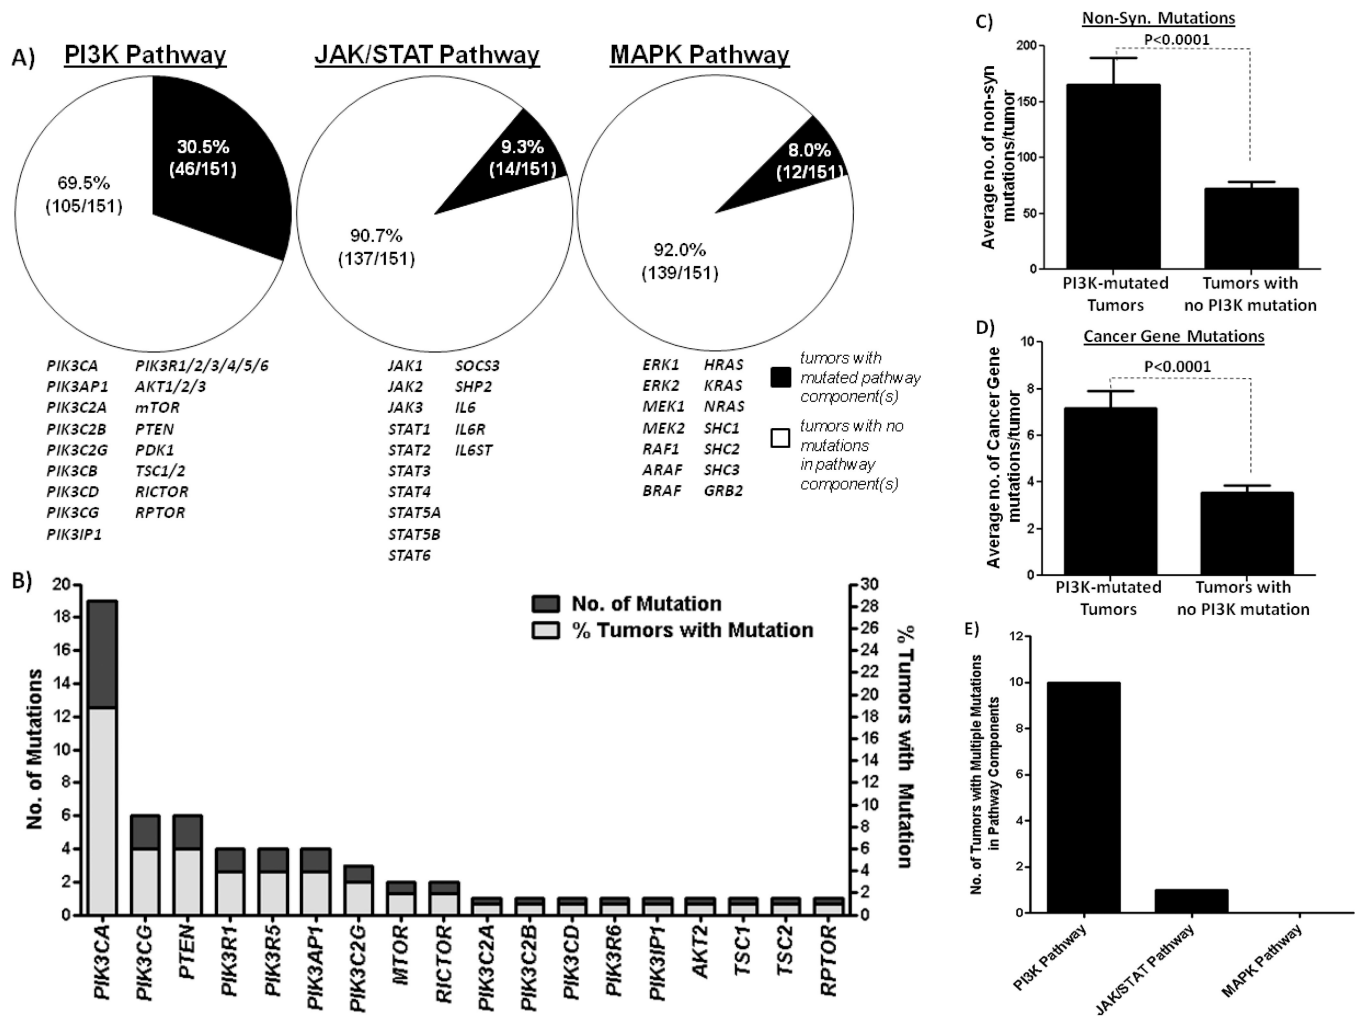 A)
PI3K Pathway
JAK/STAT Pathway
MAPK Pathway
30.5%
(46/151)
69.5%
(105/151)
9.3%
(14/151)
90.7%
(137/151)
8.0%
(12/151)
92.0%
(139/151)
PIK3CA PIK3R1/2/3/4/5/6
PIK3AP1 AKT1/2/3
PIK3C2A mTOR
PIK3C2B PTEN
PIK3C2G PDK1
PIK3CB TSC1/2
PIK3CD RICTOR
PIK3CG RPTOR
PIK3IP1
JAK1 SOCS3
JAK2 SHP2
JAK3 IL6
STAT1 IL6R
STAT2 IL6ST
STAT3
STAT4
STAT5A
STAT5B
STAT6
ERK1 HRAS
ERK2 KRAS
MEK1 NRAS
MEK2 SHC1
RAF1 SHC2
ARAF SHC3
BRAF GRB2
tumors with
mutated pathway
component(s)
tumors with no
mutations
in pathway
component(s)
B)
No. of Mutations
20
18
16
14
12
10
8
6
4
2
0
No. of Mutation
% Tumors with Mutation
30
28
26
24
22
20
18
16
14
12
10
8
6
4
2
0
% Tumors with Mutation
PIK3CA
PIK3CG
PTEN
PIK3R1
PIK3R5
PIK3AP1
PIK3C2G
MTOR
RICTOR
PIK3C2A
PIK3C2B
PIK3CD
PIK3R6
PIK3IP1
AKT2
TSC1
TSC2
RPTOR
C)
Non-Syn. Mutations
P<0.0001
Average no. of non-syn
mutations/tumor
200
150
100
50
0
PI3K-mutated
Tumors
Tumors with
no PI3K mutation
D)
Cancer Gene Mutations
P<0.0001
Average no. of Cancer Gene
mutations/tumor
10
8
6
4
2
0
PI3K-mutated
Tumors
Tumors with
no PI3K mutation
E)
No. of Tumors with Multiple Mutations
in Pathway Components
12
10
8
6
4
2
0
PI3K Pathway
JAK/STAT Pathway
MAPK Pathway